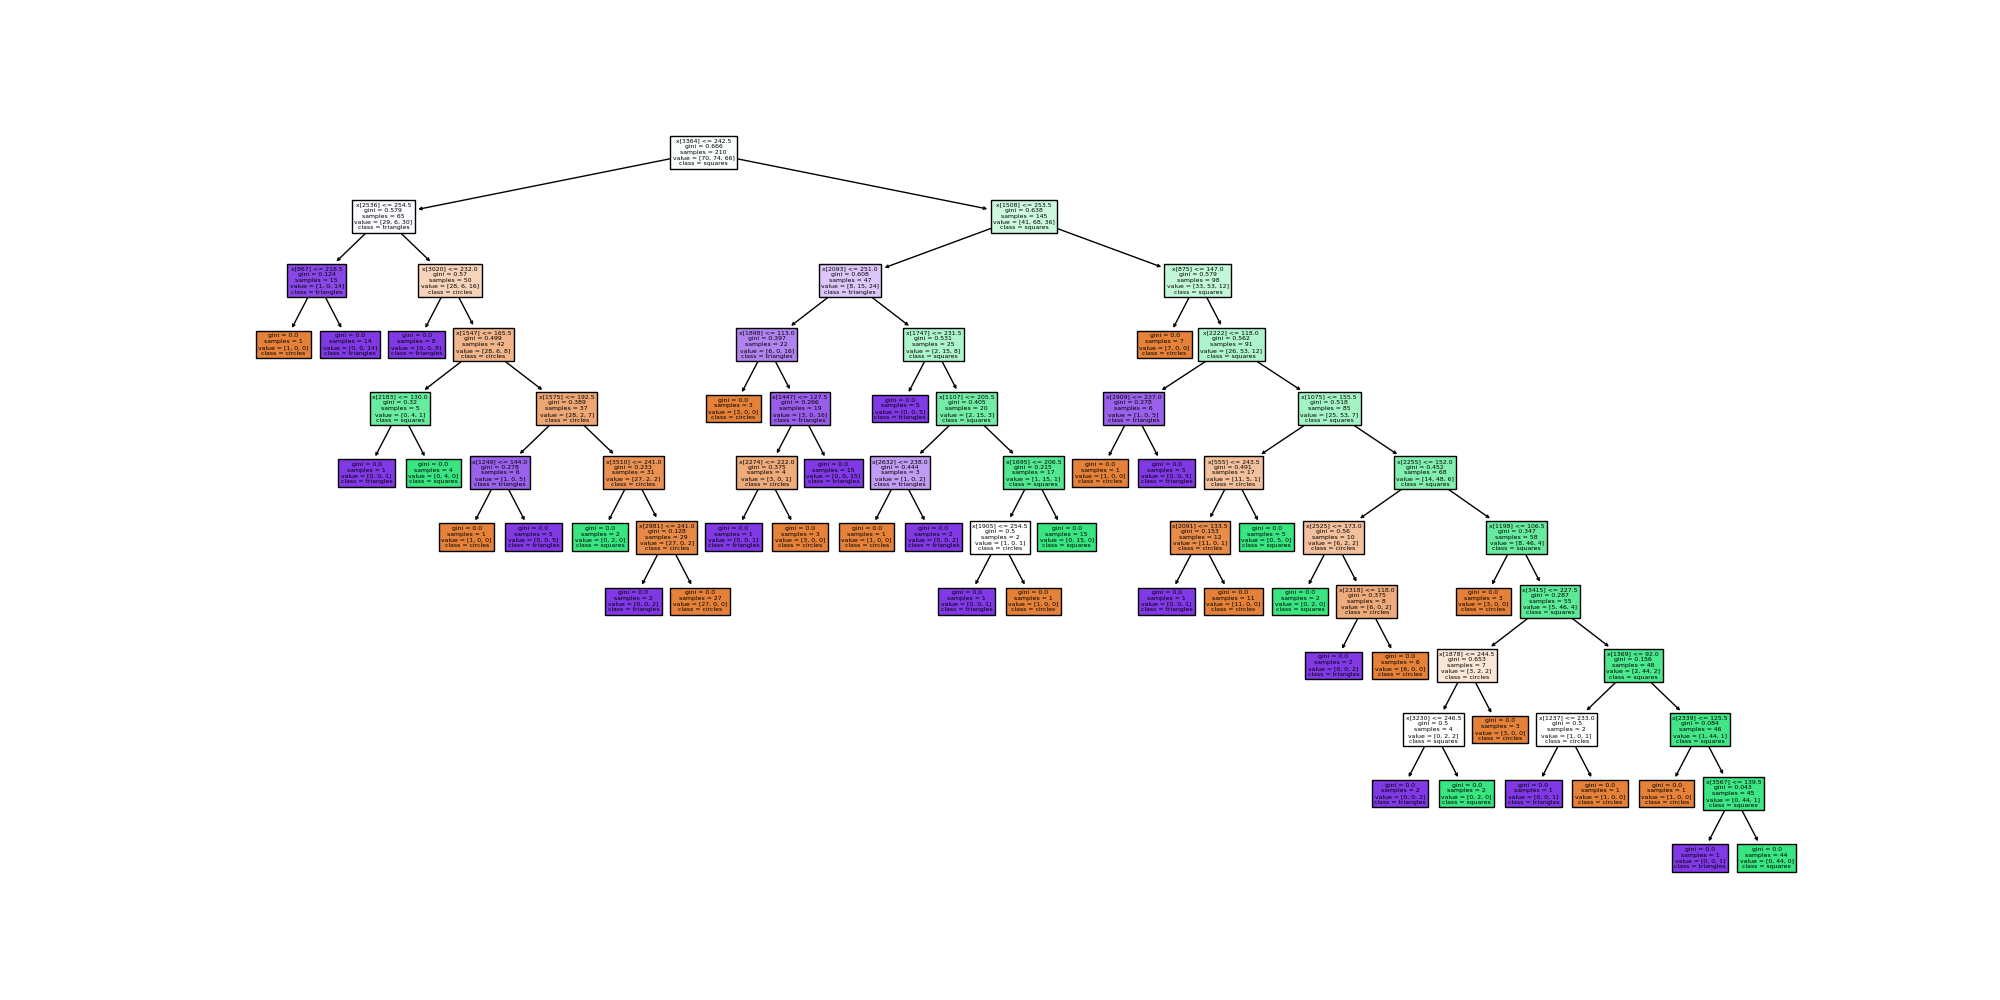 x[3364] <= 242.5
gini = 0.666
samples = 210
value = [70, 74, 66]
class = squares
x[2536] <= 254.5
gini = 0.579
samples = 65
value = [29, 6, 30]
class = triangles
x[1508] <= 253.5
gini = 0.638
samples = 145
value = [41, 68, 36]
class = squares
x[867] <= 218.5
gini = 0.124
samples = 15
value = [1, 0, 14]
class = triangles
x[3020] <= 232.0
gini = 0.57
samples = 50
value = [28, 6, 16]
class = circles
x[2093] <= 251.0
gini = 0.608
samples = 47
value = [8, 15, 24]
class = triangles
x[875] <= 147.0
gini = 0.579
samples = 98
value = [33, 53, 12]
class = squares
gini = 0.0
samples = 1
value = [1, 0, 0]
class = circles
gini = 0.0
samples = 14
value = [0, 0, 14]
class = triangles
gini = 0.0
samples = 8
value = [0, 0, 8]
class = triangles
x[1547] <= 165.5
gini = 0.499
samples = 42
value = [28, 6, 8]
class = circles
x[1898] <= 113.0
gini = 0.397
samples = 22
value = [6, 0, 16]
class = triangles
x[1747] <= 231.5
gini = 0.531
samples = 25
value = [2, 15, 8]
class = squares
gini = 0.0
samples = 7
value = [7, 0, 0]
class = circles
x[2222] <= 118.0
gini = 0.562
samples = 91
value = [26, 53, 12]
class = squares
x[2183] <= 130.0
gini = 0.32
samples = 5
value = [0, 4, 1]
class = squares
x[1575] <= 192.5
gini = 0.389
samples = 37
value = [28, 2, 7]
class = circles
gini = 0.0
samples = 3
value = [3, 0, 0]
class = circles
x[1447] <= 127.5
gini = 0.266
samples = 19
value = [3, 0, 16]
class = triangles
gini = 0.0
samples = 5
value = [0, 0, 5]
class = triangles
x[1107] <= 205.5
gini = 0.405
samples = 20
value = [2, 15, 3]
class = squares
x[2909] <= 237.0
gini = 0.278
samples = 6
value = [1, 0, 5]
class = triangles
x[1075] <= 155.5
gini = 0.518
samples = 85
value = [25, 53, 7]
class = squares
gini = 0.0
samples = 1
value = [0, 0, 1]
class = triangles
gini = 0.0
samples = 4
value = [0, 4, 0]
class = squares
x[1249] <= 144.0
gini = 0.278
samples = 6
value = [1, 0, 5]
class = triangles
x[3510] <= 241.0
gini = 0.233
samples = 31
value = [27, 2, 2]
class = circles
x[2274] <= 222.0
gini = 0.375
samples = 4
value = [3, 0, 1]
class = circles
gini = 0.0
samples = 15
value = [0, 0, 15]
class = triangles
x[2632] <= 238.0
gini = 0.444
samples = 3
value = [1, 0, 2]
class = triangles
x[1695] <= 206.5
gini = 0.215
samples = 17
value = [1, 15, 1]
class = squares
gini = 0.0
samples = 1
value = [1, 0, 0]
class = circles
gini = 0.0
samples = 5
value = [0, 0, 5]
class = triangles
x[555] <= 243.5
gini = 0.491
samples = 17
value = [11, 5, 1]
class = circles
x[2255] <= 152.0
gini = 0.452
samples = 68
value = [14, 48, 6]
class = squares
gini = 0.0
samples = 1
value = [1, 0, 0]
class = circles
gini = 0.0
samples = 5
value = [0, 0, 5]
class = triangles
gini = 0.0
samples = 2
value = [0, 2, 0]
class = squares
x[2981] <= 241.0
gini = 0.128
samples = 29
value = [27, 0, 2]
class = circles
gini = 0.0
samples = 1
value = [0, 0, 1]
class = triangles
gini = 0.0
samples = 3
value = [3, 0, 0]
class = circles
gini = 0.0
samples = 1
value = [1, 0, 0]
class = circles
gini = 0.0
samples = 2
value = [0, 0, 2]
class = triangles
x[1905] <= 254.5
gini = 0.5
samples = 2
value = [1, 0, 1]
class = circles
gini = 0.0
samples = 15
value = [0, 15, 0]
class = squares
x[2091] <= 133.5
gini = 0.153
samples = 12
value = [11, 0, 1]
class = circles
gini = 0.0
samples = 5
value = [0, 5, 0]
class = squares
x[2525] <= 173.0
gini = 0.56
samples = 10
value = [6, 2, 2]
class = circles
x[1198] <= 106.5
gini = 0.347
samples = 58
value = [8, 46, 4]
class = squares
gini = 0.0
samples = 2
value = [0, 0, 2]
class = triangles
gini = 0.0
samples = 27
value = [27, 0, 0]
class = circles
gini = 0.0
samples = 1
value = [0, 0, 1]
class = triangles
gini = 0.0
samples = 1
value = [1, 0, 0]
class = circles
gini = 0.0
samples = 1
value = [0, 0, 1]
class = triangles
gini = 0.0
samples = 11
value = [11, 0, 0]
class = circles
gini = 0.0
samples = 2
value = [0, 2, 0]
class = squares
x[2318] <= 118.0
gini = 0.375
samples = 8
value = [6, 0, 2]
class = circles
gini = 0.0
samples = 3
value = [3, 0, 0]
class = circles
x[3415] <= 227.5
gini = 0.287
samples = 55
value = [5, 46, 4]
class = squares
gini = 0.0
samples = 2
value = [0, 0, 2]
class = triangles
gini = 0.0
samples = 6
value = [6, 0, 0]
class = circles
x[1878] <= 244.5
gini = 0.653
samples = 7
value = [3, 2, 2]
class = circles
x[1369] <= 92.0
gini = 0.156
samples = 48
value = [2, 44, 2]
class = squares
x[3230] <= 246.5
gini = 0.5
samples = 4
value = [0, 2, 2]
class = squares
gini = 0.0
samples = 3
value = [3, 0, 0]
class = circles
x[1237] <= 233.0
gini = 0.5
samples = 2
value = [1, 0, 1]
class = circles
x[2339] <= 125.5
gini = 0.084
samples = 46
value = [1, 44, 1]
class = squares
gini = 0.0
samples = 2
value = [0, 0, 2]
class = triangles
gini = 0.0
samples = 2
value = [0, 2, 0]
class = squares
gini = 0.0
samples = 1
value = [0, 0, 1]
class = triangles
gini = 0.0
samples = 1
value = [1, 0, 0]
class = circles
gini = 0.0
samples = 1
value = [1, 0, 0]
class = circles
x[3567] <= 139.5
gini = 0.043
samples = 45
value = [0, 44, 1]
class = squares
gini = 0.0
samples = 1
value = [0, 0, 1]
class = triangles
gini = 0.0
samples = 44
value = [0, 44, 0]
class = squares